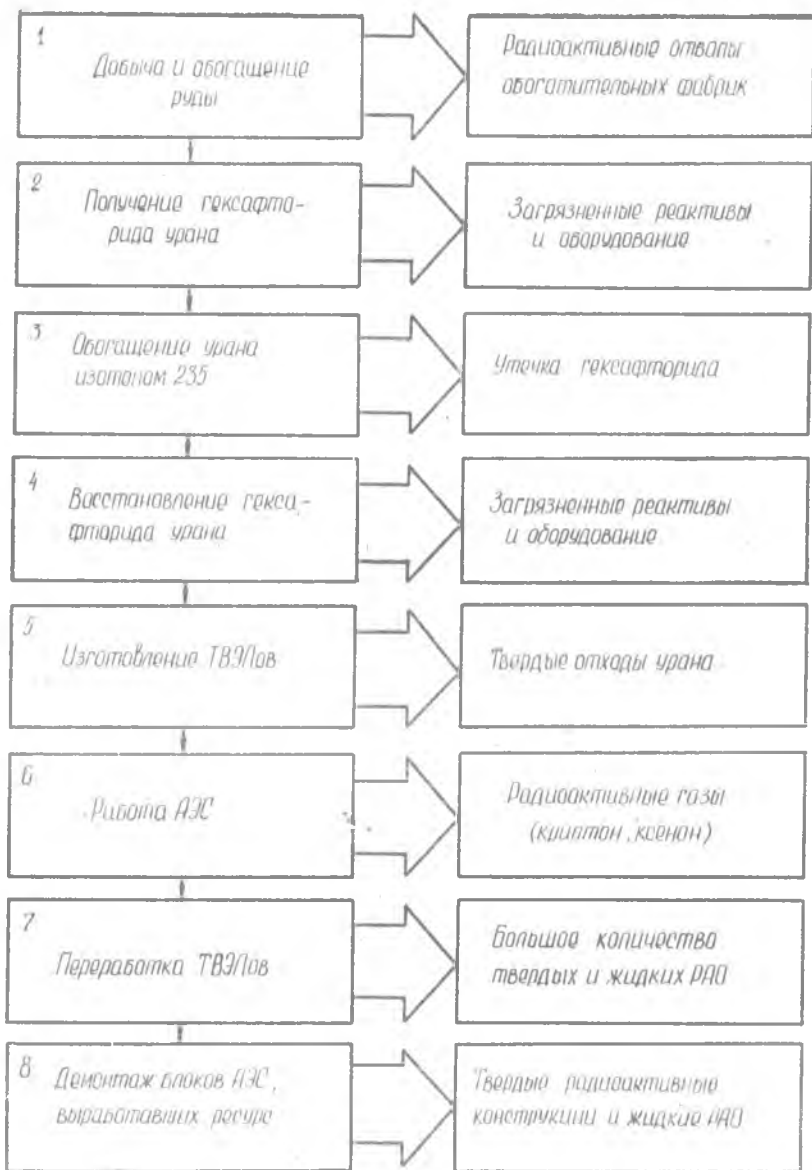 1
Добыча и обогащение
руды
Радиоактивные отвалы
обогатительных фабрик
2
Получение гексафто-
рида урана
Загрязненные реактивы
и оборудование
3
Обогащение урана
изотопом 235
Утечка гексафторида
4
Восстановление гекса-
фторида урана
Загрязненные реактивы
и оборудование
5
Изготовление ТВЭЛов
Твердые отходы урана
6
Работа АЭС
Радиоактивные газы
(криптон, ксенон)
7
Переработка ТВЭЛов
Большое количество
твердых и жидких РАО
8
Демонтаж блоков АЭС,
выработавших ресурс
Твердые радиоактивные
конструкции и жидкие РАО